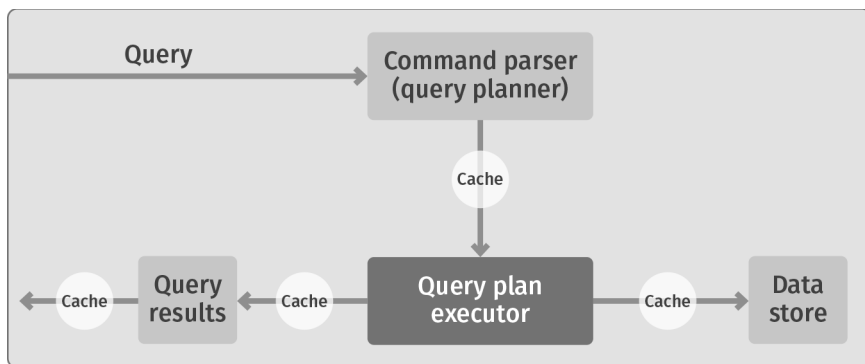 Query
Command parser
(query planner)
Cache
Cache
Query
results
Cache
Query plan
executor
Cache
Data
store